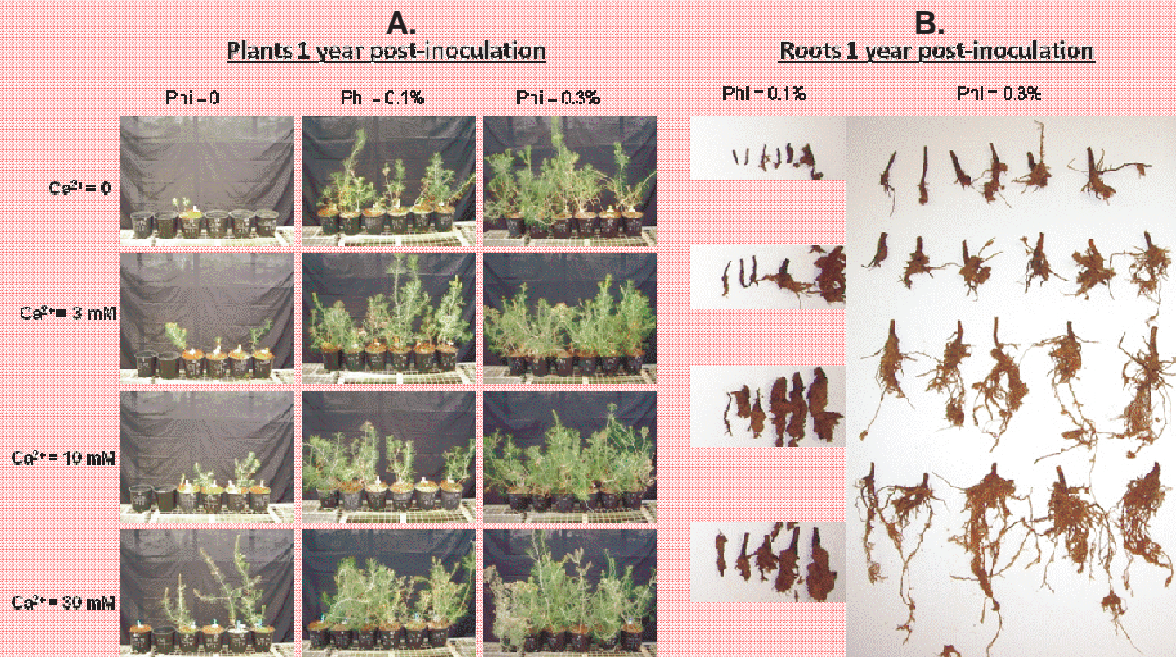 A.
Plants 1 year post-inoculation
Phi = 0
Phi = 0.1%
Phi = 0.3%
Ca²⁺= 0
Ca²⁺= 3 mM
Ca²⁺= 10 mM
Ca²⁺= 30 mM
B.
Roots 1 year post-inoculation
Phi = 0.1%
Phi = 0.3%